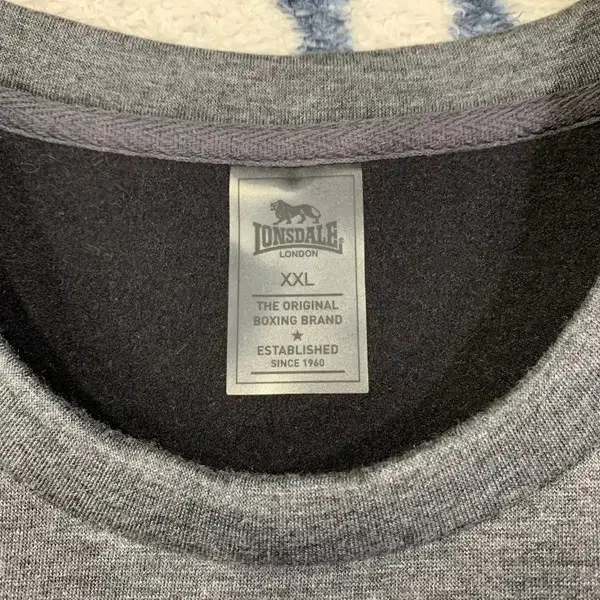 LONSDALE
LONDON
XXL
THE ORIGINAL
BOXING BRAND
ESTABLISHED
SINCE 1960